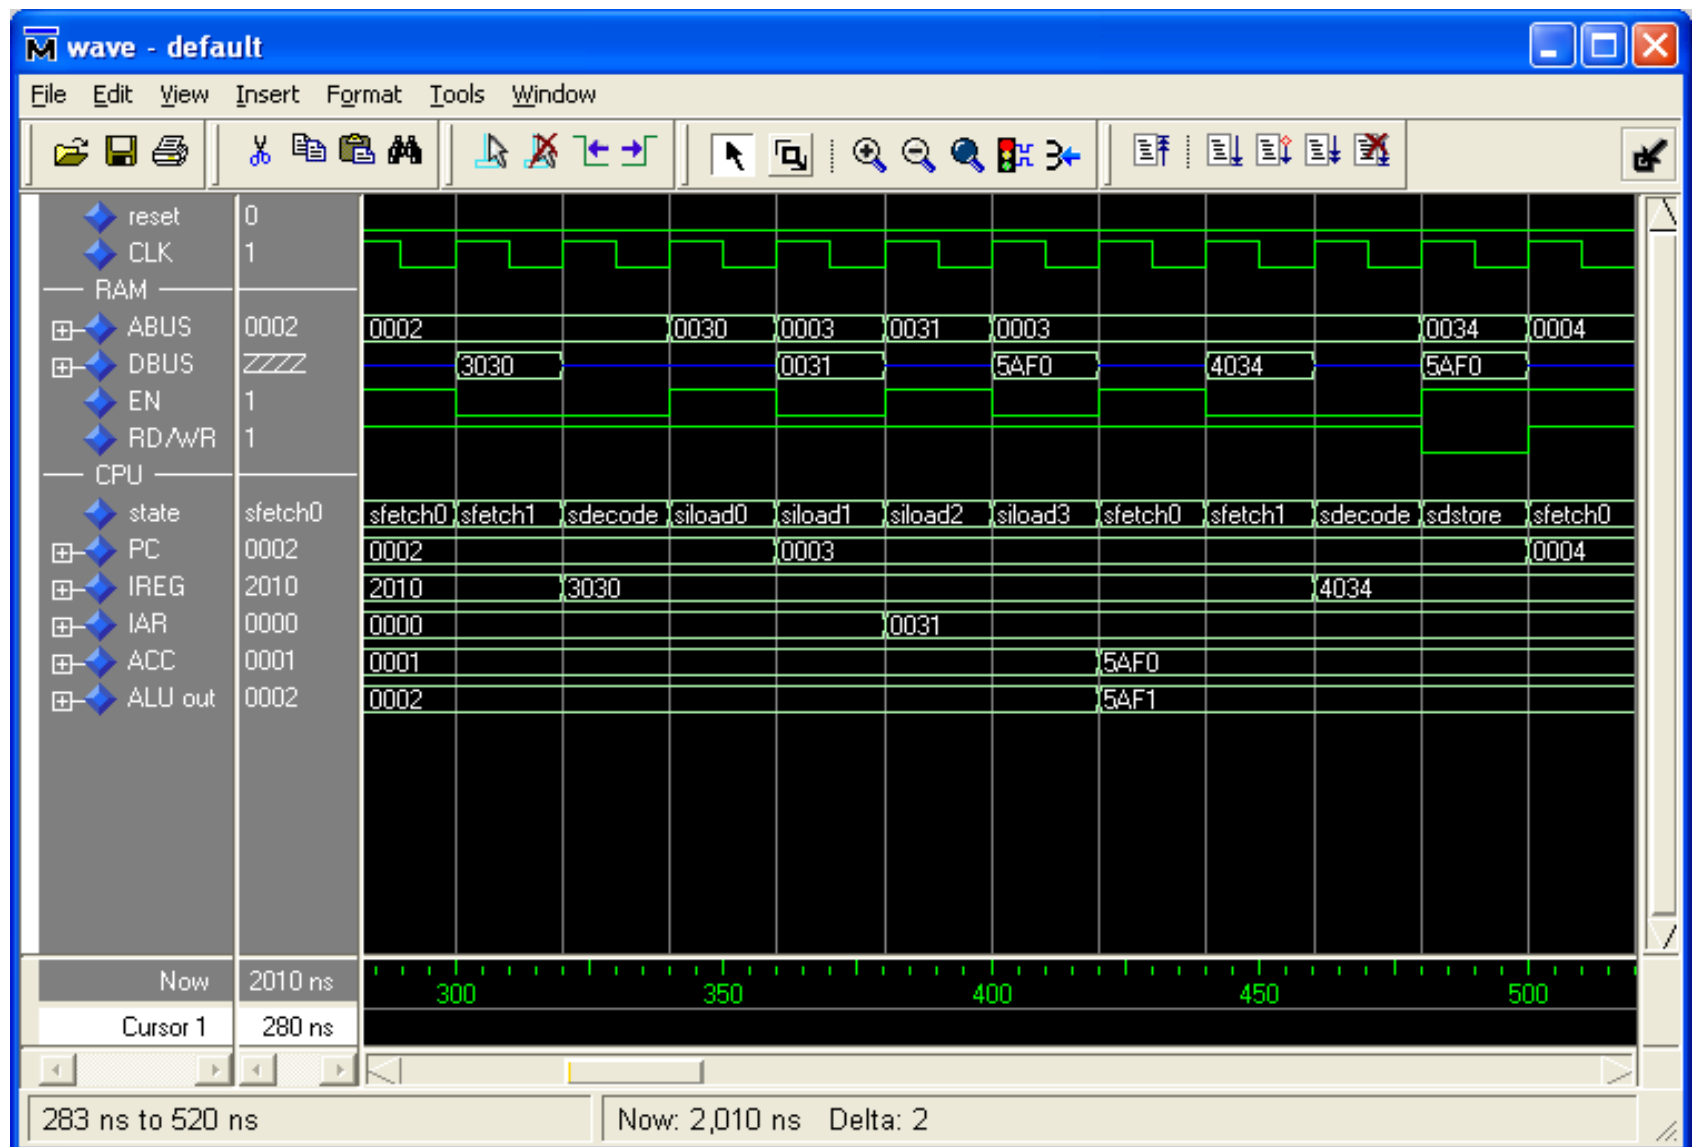 wave - default
File Edit View Insert Format Tools Window
reset 0
CLK 1
RAM
ABUS 0002 0002 0030 0003 0031 0003 0034 0004
DBUS ZZZZ 3030 0031 5AF0 4034 5AF0
EN 1
RD/WR 1
CPU
state sfetch0 sfetch0 sfetch1 sdecode siload0 siload1 siload2 siload3 sfetch0 sfetch1 sdecode sdstore sfetch0
PC 0002 0002 0003 0004
IREG 2010 2010 3030 4034
IAR 0000 0000 0031
ACC 0001 0001 5AF0
ALU out 0002 0002 5AF1
Now 2010 ns 300 350 400 450 500
Cursor 1 280 ns
283 ns to 520 ns Now: 2,010 ns Delta: 2